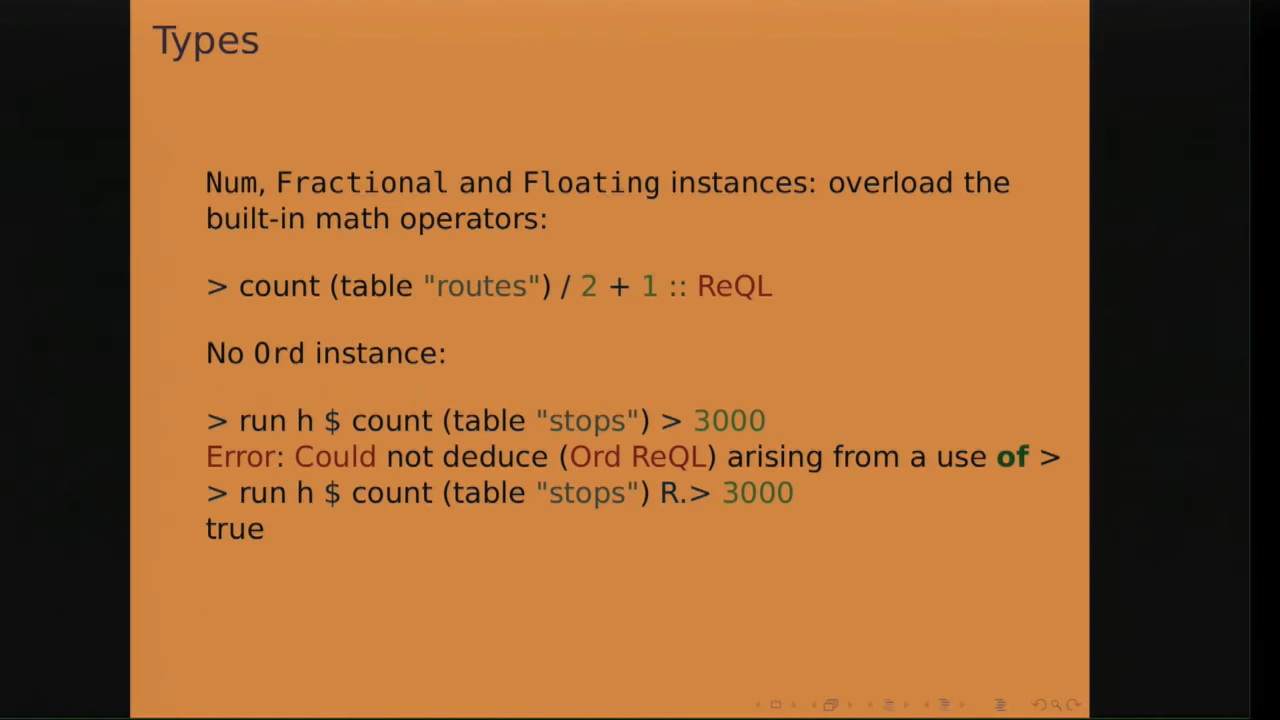 Types
Num, Fractional and Floating instances: overload the
built-in math operators:
> count (table "routes") / 2 + 1 :: ReQL
No Ord instance:
> run h $ count (table "stops") > 3000
Error: Could not deduce (Ord ReQL) arising from a use of >
> run h $ count (table "stops") R.> 3000
true